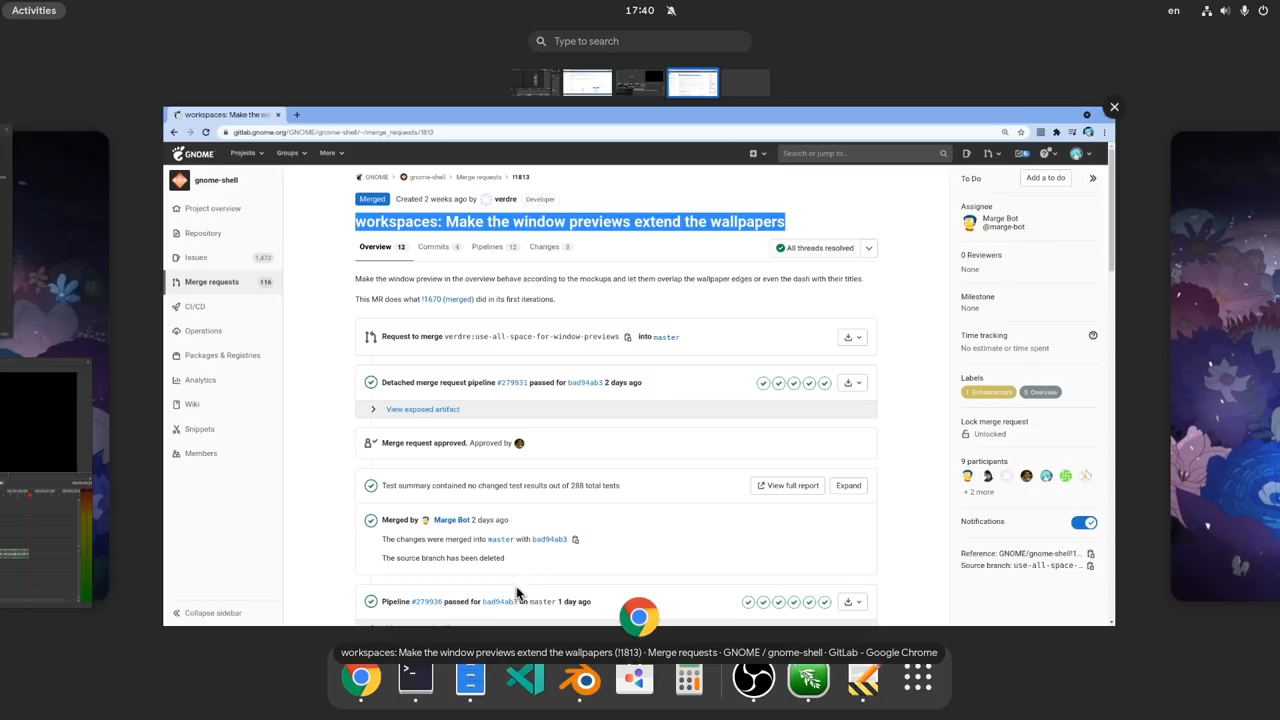 Activities
17:40
en
Type to search
workspaces: Make the wi
gitlab.gnome.org/GNOME/gnome-shell/-/merge_requests/1813
GNOME
Projects
Groups
More
Search or jump to...
gnome-shell
Project overview
Repository
Issues
1,472
Merge requests
116
CI/CD
Operations
Packages & Registries
Analytics
Wiki
Snippets
Members
Collapse sidebar
GNOME
gnome-shell
Merge requests
!1813
Merged
Created 2 weeks ago by verdre Developer
workspaces: Make the window previews extend the wallpapers
Overview 12
Commits 4
Pipelines 12
Changes 3
All threads resolved
Make the window preview in the overview behave according to the mockups and let them overlap the wallpaper edges or even the dash with their titles.
This MR does what !1670 (merged) did in its first iterations.
Request to merge verdre:use-all-space-for-window-previews into master
Detached merge request pipeline #279931 passed for bad94ab3 2 days ago
View exposed artifact
Merge request approved. Approved by
Test summary contained no changed test results out of 288 total tests
View full report
Expand
Merged by Marge Bot 2 days ago
The changes were merged into master with bad94ab3
The source branch has been deleted
Pipeline #279936 passed for bad94ab3 on master 1 day ago
To Do
Add a to do
Assignee
Marge Bot
@marge-bot
0 Reviewers
None
Milestone
None
Time tracking
No estimate or time spent
Labels
1. Enhancement
5. Overview
Lock merge request
Unlocked
9 participants
+ 2 more
Notifications
Reference: GNOME/gnome-shell!1...
Source branch: use-all-space-...
workspaces: Make the window previews extend the wallpapers (!1813) · Merge requests · GNOME / gnome-shell · GitLab - Google Chrome